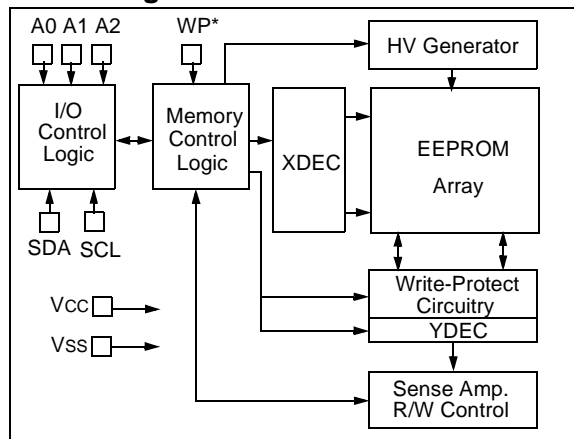 A0 A1 A2
WP*
HV Generator
I/O
Control
Logic
Memory
Control
Logic
XDEC
EEPROM
Array
SDA SCL
Write-Protect
Circuitry
YDEC
VCC
VSS
Sense Amp.
R/W Control